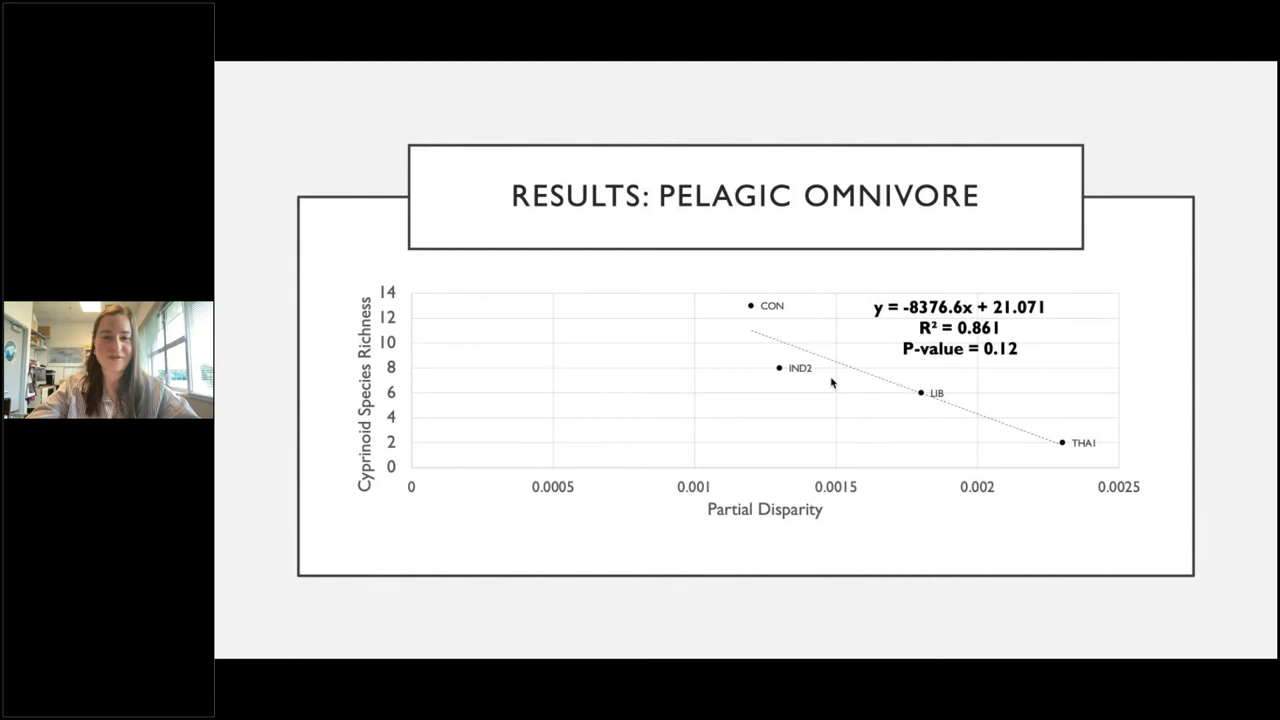 RESULTS: PELAGIC OMNIVORE
Cyprinoid Species Richness
14
12
10
8
6
4
2
0
CON
IND2
LIB
THAI
y = -8376.6x + 21.071
R² = 0.861
P-value = 0.12
0 0.0005 0.001 0.0015 0.002 0.0025
Partial Disparity